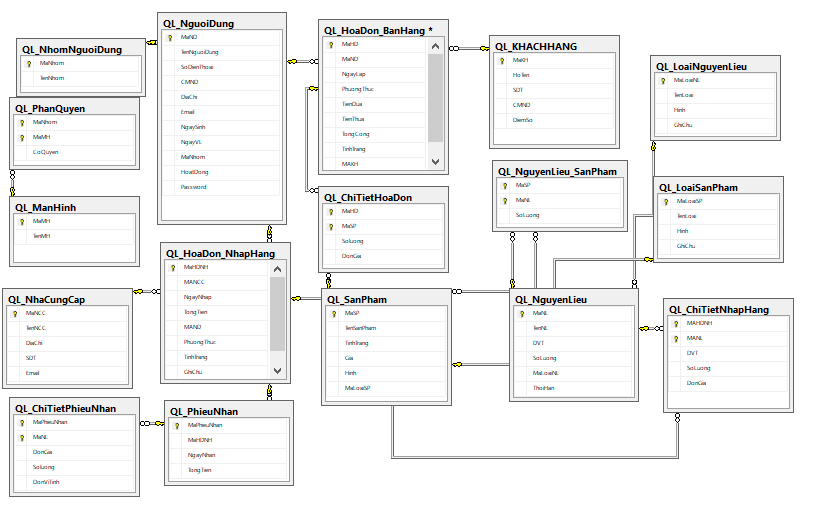 QL_NhomNguoiDung
MaNhom
TenNhom
QL_PhanQuyen
MaNhom
MaMH
CoQuyen
QL_ManHinh
MaMH
TenMH
QL_NguoiDung
MaND
TenNguoiDung
SoDienThoai
CMND
DiaChi
Email
NgaySinh
NgayVL
MaNhom
HoatDong
Password
QL_HoaDon_BanHang *
MaHD
MaND
NgayLap
PhuongThuc
TienDua
TienThua
TongCong
TinhTrang
MAKH
QL_KHACHHANG
MaKH
HoTen
SDT
CMND
DiemSo
QL_LoaiNguyenLieu
MaLoaiNL
TenLoai
Hinh
GhiChu
QL_ChiTietHoaDon
MaHD
MaSP
Soluong
DonGia
QL_NguyenLieu_SanPham
MaSP
MaNL
SoLuong
QL_LoaiSanPham
MaLoaiSP
TenLoai
Hinh
GhiChu
QL_HoaDon_NhapHang
MaHDNH
MANCC
NgayNhap
TongTien
MAND
PhuongThuc
TinhTrang
GhiChu
QL_NhaCungCap
MaNCC
TenNCC
DiaChi
SDT
Email
QL_SanPham
MaSP
TenSanPham
TinhTrang
Gia
Hinh
MaLoaiSP
QL_NguyenLieu
MaNL
TenNL
DVT
SoLuong
MaLoaiNL
ThoiHan
QL_ChiTietNhapHang
MAHDNH
MANL
DVT
SoLuong
DonGia
QL_ChiTietPhieuNhan
MaPhieuNhan
MaNL
DonGia
Soluong
DonViTinh
QL_PhieuNhan
MaPhieuNhan
MaHDNH
NgayNhan
TongTien